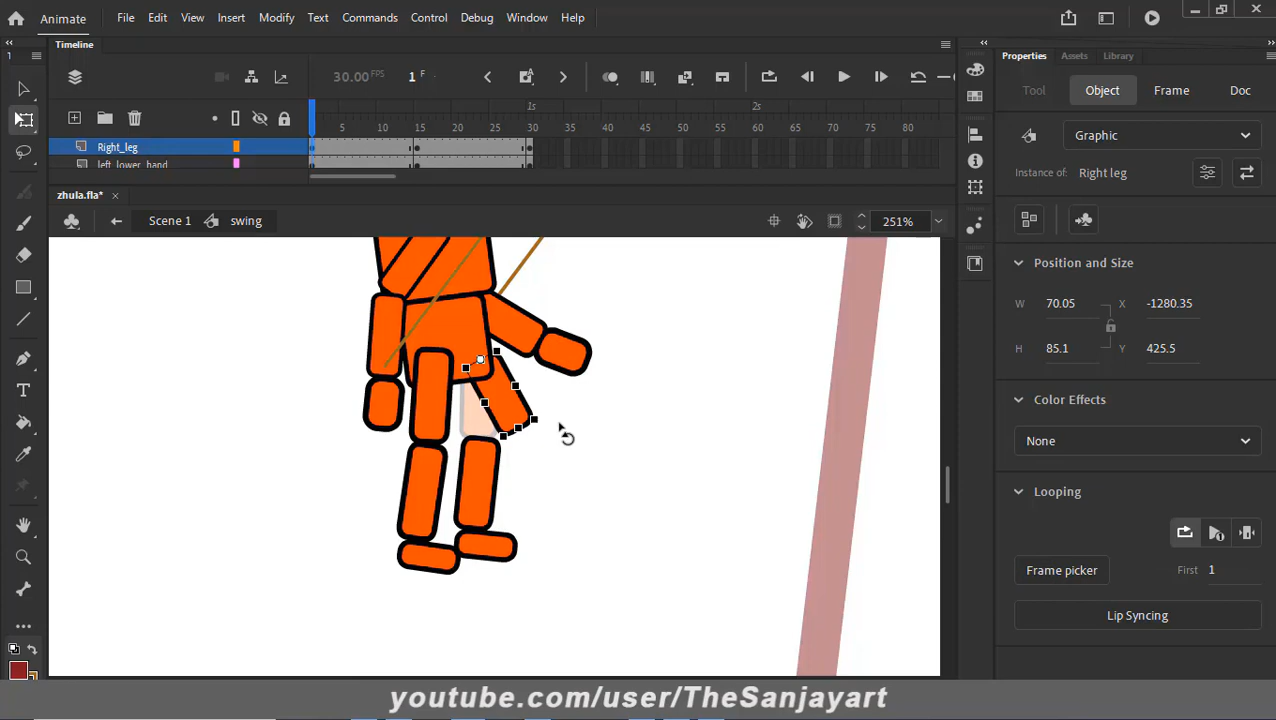 Animate File Edit View Insert Modify Text Commands Control Debug Window Help
Timeline
Properties Assets Library
1
30.00 FPS 1 F
Tool Object Frame Doc
1s 2s
5 10 15 20 25 30 35 40 45 50 55 60 65 70 75 80
Right_leg
left_lower_hand
Graphic
Instance of: Right leg
zhula.fla* ×
Scene 1 swing 251%
Position and Size
W 70.05 X -1280.35
H 85.1 Y 425.5
Color Effects
None
Looping
Frame picker First 1
Lip Syncing
youtube.com/user/TheSanjayart